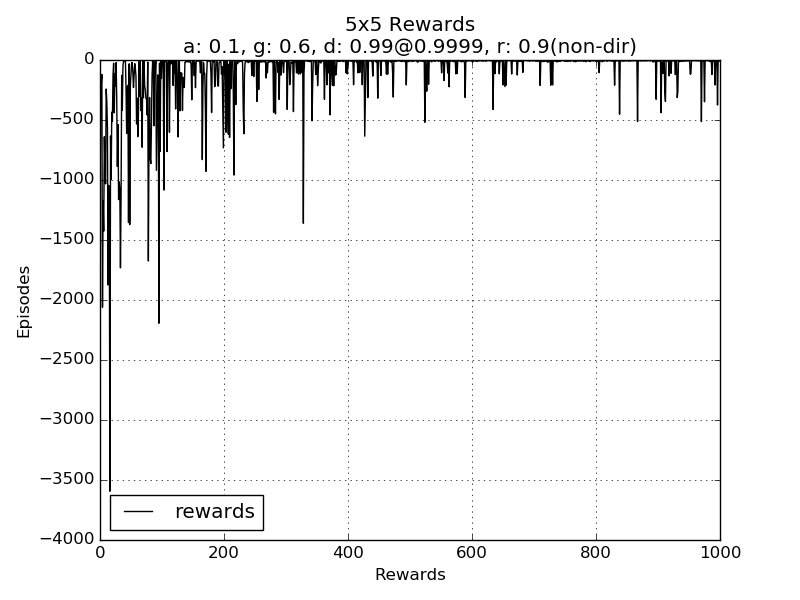 5x5 Rewards
a: 0.1, g: 0.6, d: 0.99@0.9999, r: 0.9(non-dir)
0
−500
−1000
−1500
−2000
−2500
−3000
−3500
−4000
Episodes
rewards
0 200 400 600 800 1000
Rewards